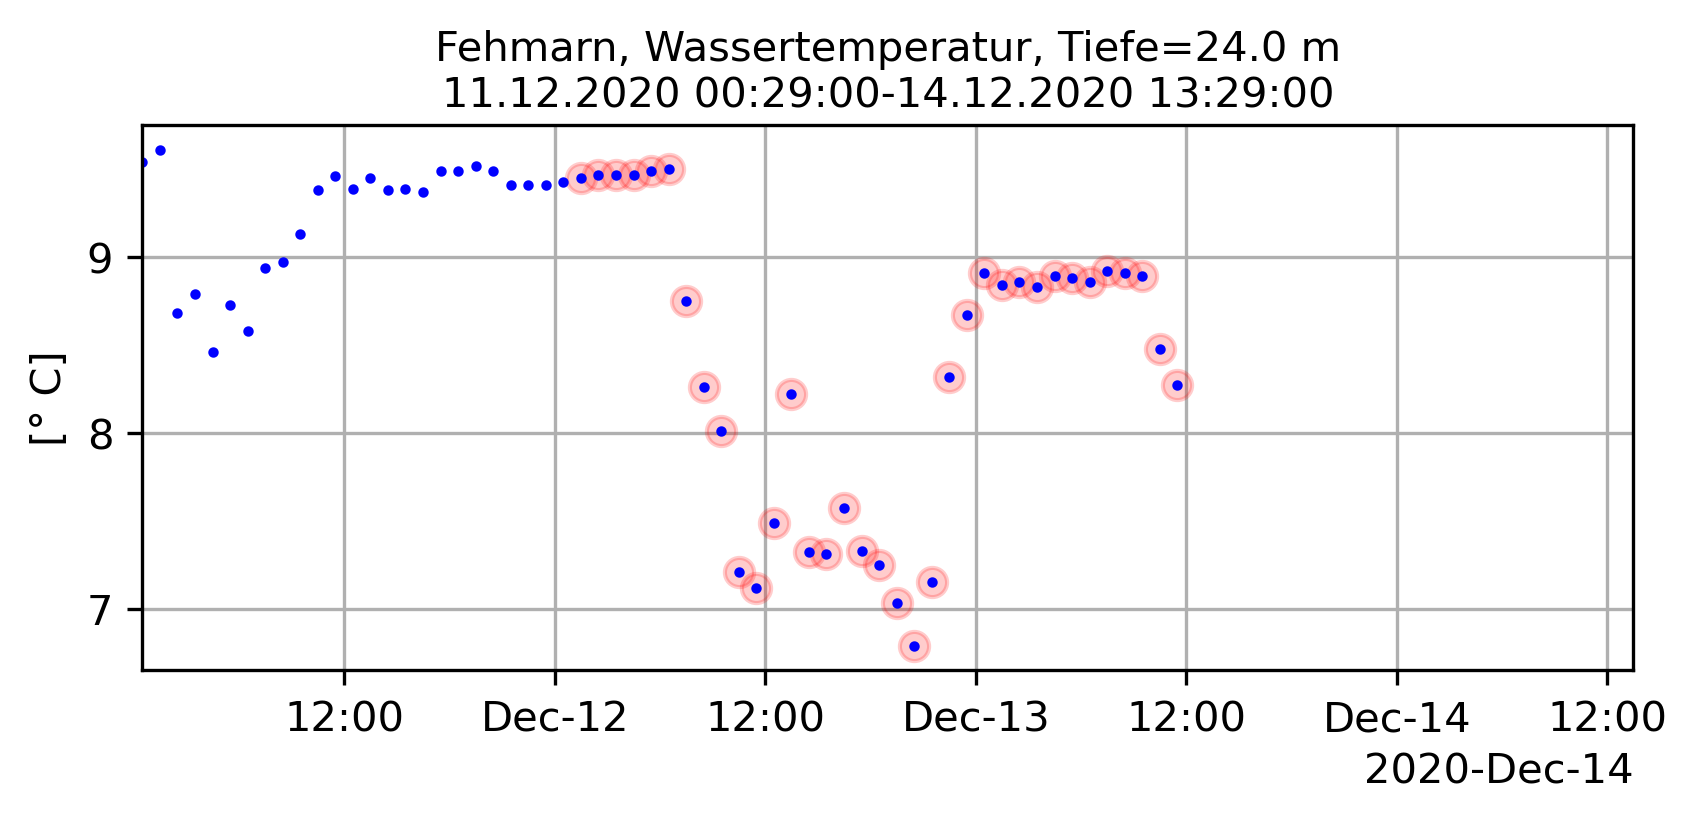 Fehmarn, Wassertemperatur, Tiefe=24.0 m
11.12.2020 00:29:00-14.12.2020 13:29:00
[° C]
9
8
7
12:00 Dec-12 12:00 Dec-13 12:00 Dec-14 12:00
2020-Dec-14